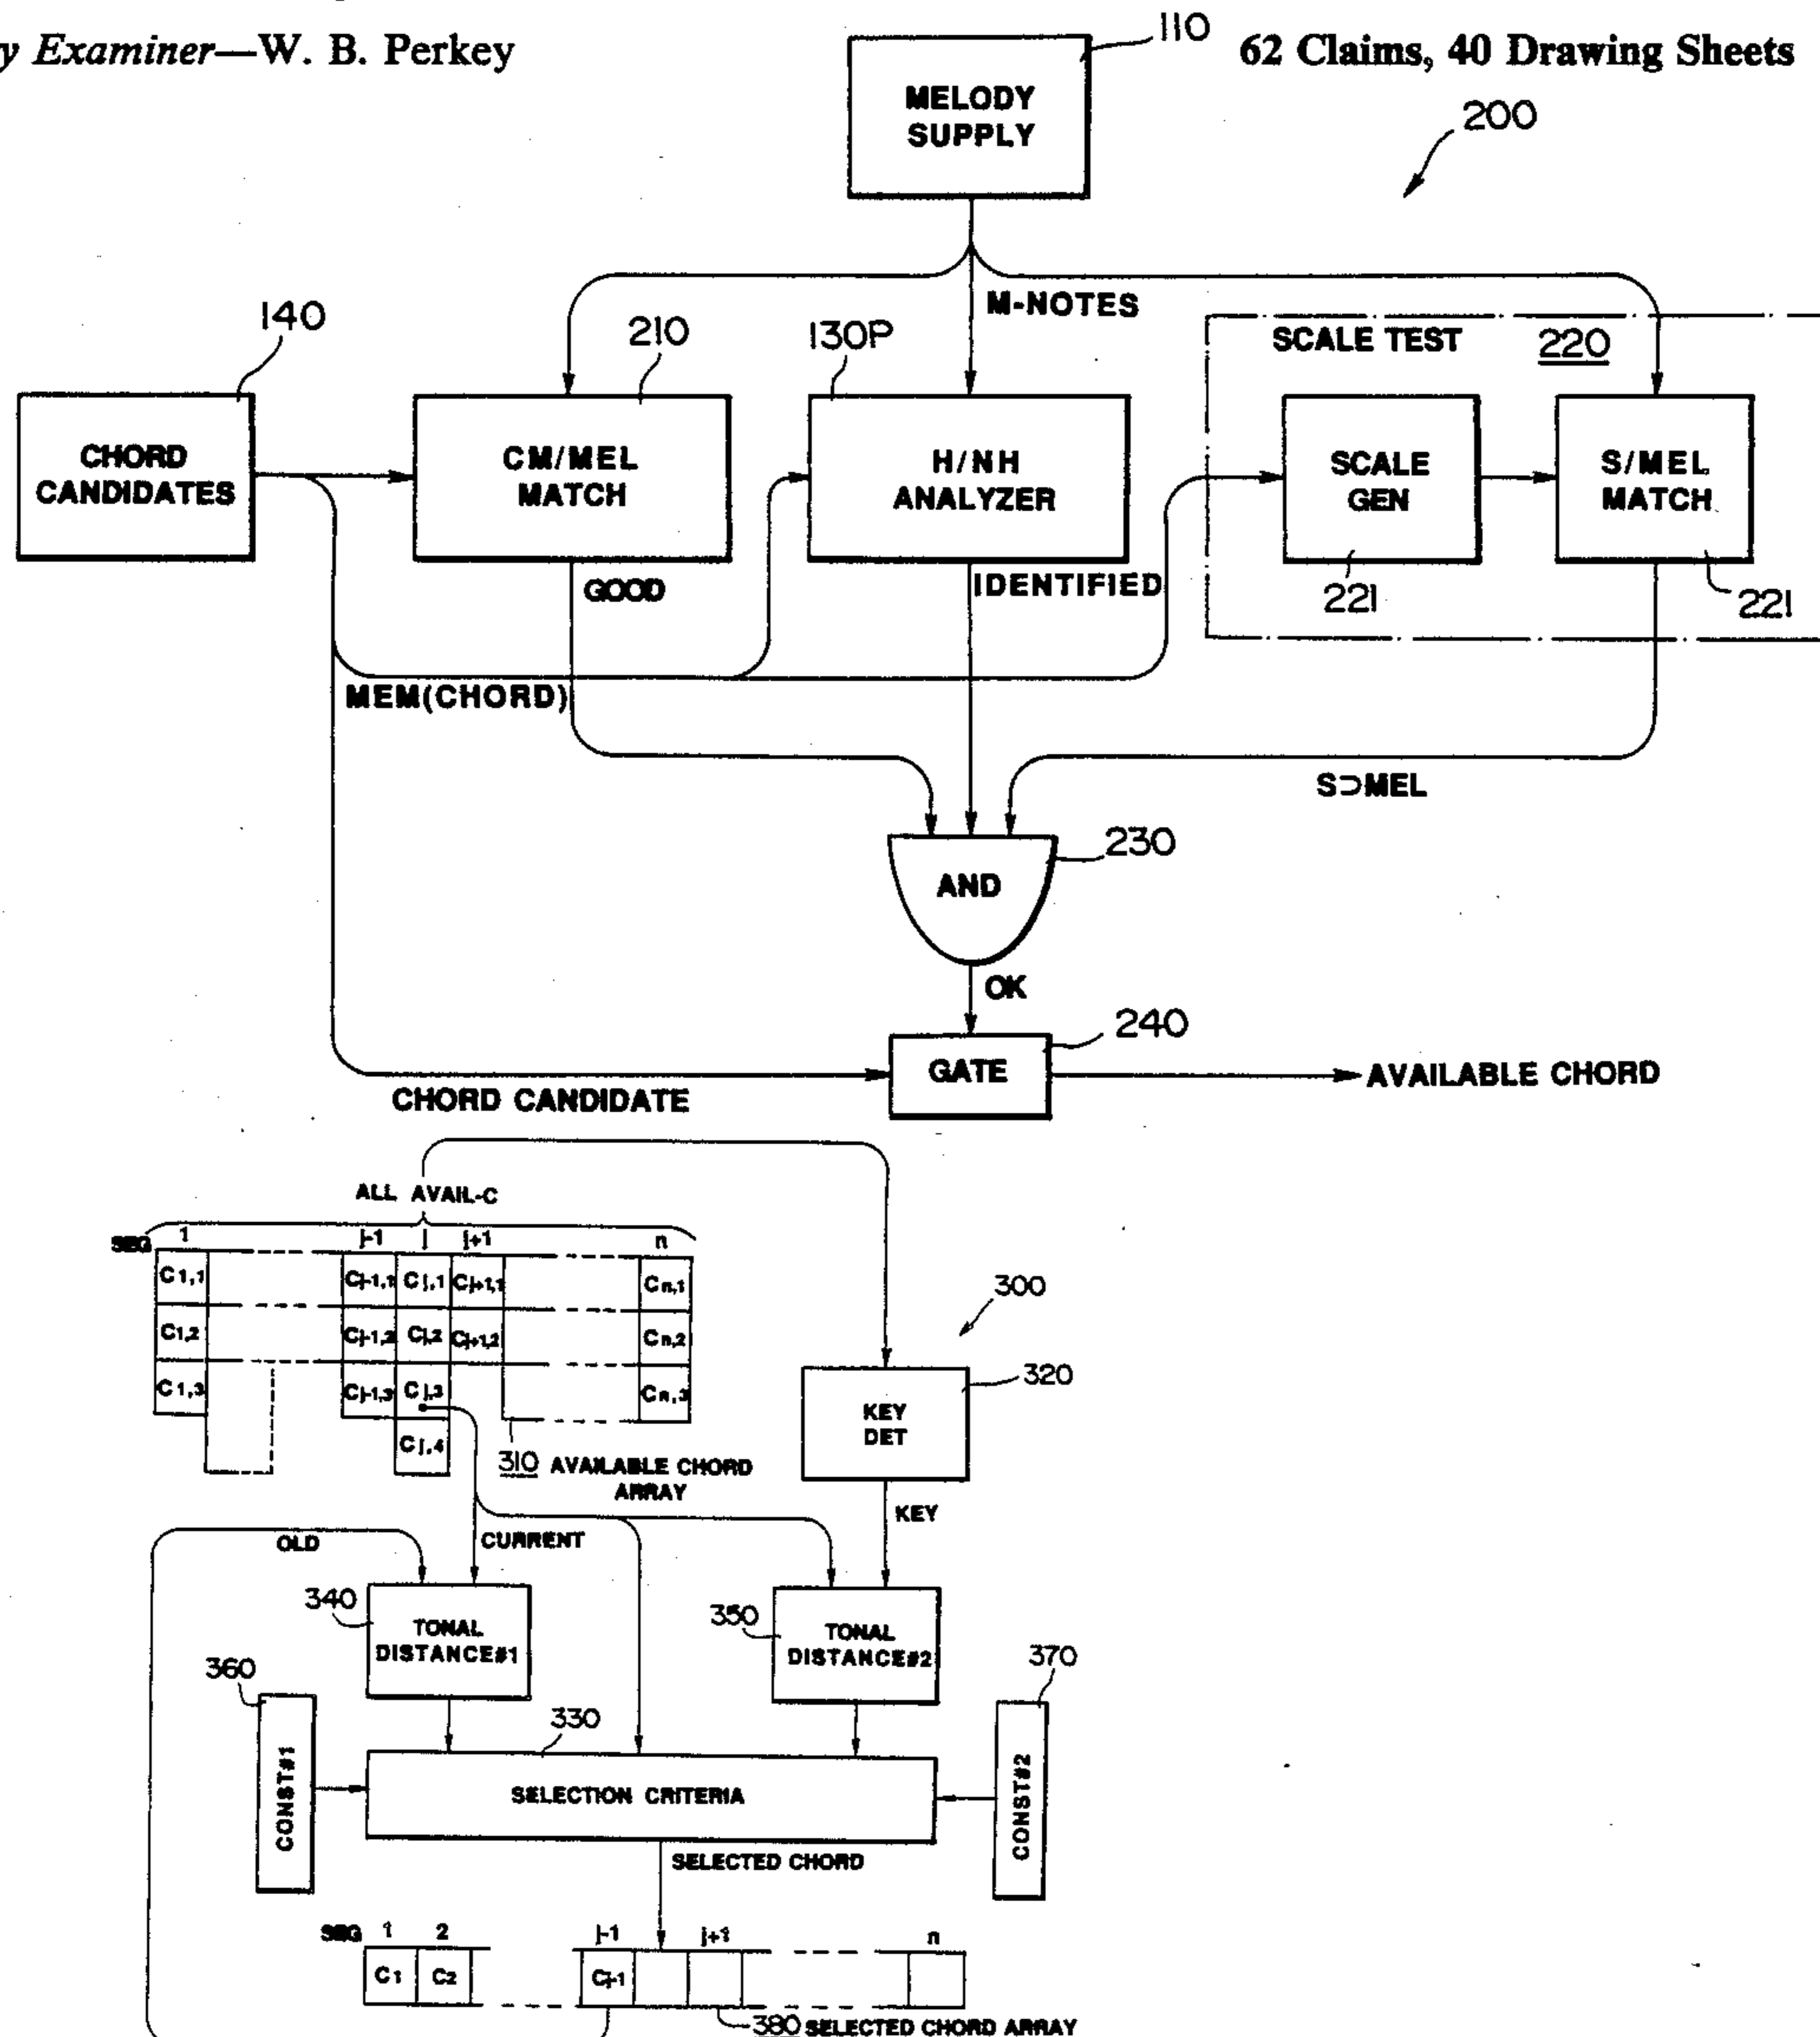 y Examiner—W. B. Perkey
62 Claims, 40 Drawing Sheets
110
MELODY
SUPPLY
200
M-NOTES
140
210
130P
SCALE TEST 220
CHORD
CANDIDATES
CM/MEL
MATCH
H/NH
ANALYZER
SCALE
GEN
S/MEL
MATCH
GOOD
IDENTIFIED
221
221
MEM(CHORD)
S⊃MEL
230
AND
OK
240
GATE
AVAILABLE CHORD
CHORD CANDIDATE
ALL AVAIL-C
SEG 1 j-1 j j+1 n
C1,1 Cj-1,1 Cj,1 Cj+1,1 Cn,1
C1,2 Cj-1,2 Cj,2 Cj+1,2 Cn,2
C1,3 Cj-1,3 Cj,3 Cn,3
Cj,4
300
320
KEY
DET
310 AVAILABLE CHORD
ARRAY
KEY
OLD
CURRENT
340
TONAL
DISTANCE#1
350
TONAL
DISTANCE#2
360
CONST#1
330
370
CONST#2
SELECTION CRITERIA
SELECTED CHORD
SEG 1 2 j-1 j+1 n
C1 C2 Cj-1
380 SELECTED CHORD ARRAY